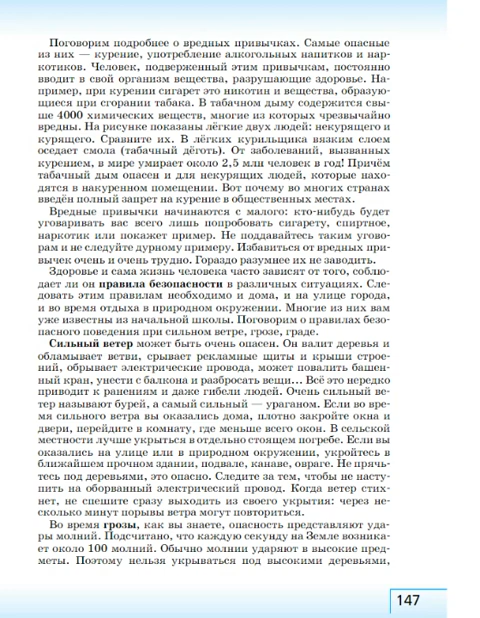 Поговорим подробнее о вредных привычках. Самые опасные
из них — курение, употребление алкогольных напитков и нар-
котиков. Человек, подверженный этим привычкам, постоянно
вводит в свой организм вещества, разрушающие здоровье. На-
пример, при курении сигарет это никотин и вещества, образую-
щиеся при сгорании табака. В табачном дыму содержится свы-
ше 4000 химических веществ, многие из которых чрезвычайно
вредны. На рисунке показаны лёгкие двух людей: некурящего и
курящего. Сравните их. В лёгких курильщика вязким слоем
оседает смола (табачный дёготь). От заболеваний, вызванных
курением, в мире умирает около 2,5 млн человек в год! Причём
табачный дым опасен и для некурящих людей, которые нахо-
дятся в накуренном помещении. Вот почему во многих странах
введён полный запрет на курение в общественных местах.
Вредные привычки начинаются с малого: кто-нибудь будет
уговаривать вас всего лишь попробовать сигарету, спиртное,
наркотик или покажет пример. Не поддавайтесь таким угово-
рам и не следуйте дурному примеру. Избавиться от вредных при-
вычек очень и очень трудно. Гораздо разумнее их не заводить.
Здоровье и сама жизнь человека часто зависят от того, соблю-
дает ли он правила безопасности в различных ситуациях. Сле-
довать этим правилам необходимо и дома, и на улице города,
и во время отдыха в природном окружении. Многие из них вам
уже известны из начальной школы. Поговорим о правилах безо-
пасного поведения при сильном ветре, грозе, граде.
Сильный ветер может быть очень опасен. Он валит деревья и
обламывает ветви, срывает рекламные щиты и крыши строе-
ний, обрывает электрические провода, может повалить башен-
ный кран, унести с балкона и разбросать вещи... Всё это нередко
приводит к ранениям и даже гибели людей. Очень сильный ве-
тер называют бурей, а самый сильный — ураганом. Если во вре-
мя сильного ветра вы оказались дома, плотно закройте окна и
двери, перейдите в комнату, где меньше всего окон. В сельской
местности лучше укрыться в отдельно стоящем погребе. Если вы
оказались на улице или в природном окружении, укройтесь в
ближайшем прочном здании, подвале, канаве, овраге. Не прячь-
тесь под деревьями, это опасно. Следите за тем, чтобы не насту-
пить на оборванный электрический провод. Когда ветер стих-
нет, не спешите сразу выходить из своего укрытия: через не-
сколько минут порывы ветра могут повториться.
Во время грозы, как вы знаете, опасность представляют уда-
ры молний. Подсчитано, что каждую секунду на Земле возника-
ет около 100 молний. Обычно молнии ударяют в высокие пред-
меты. Поэтому нельзя укрываться под высокими деревьями,
147